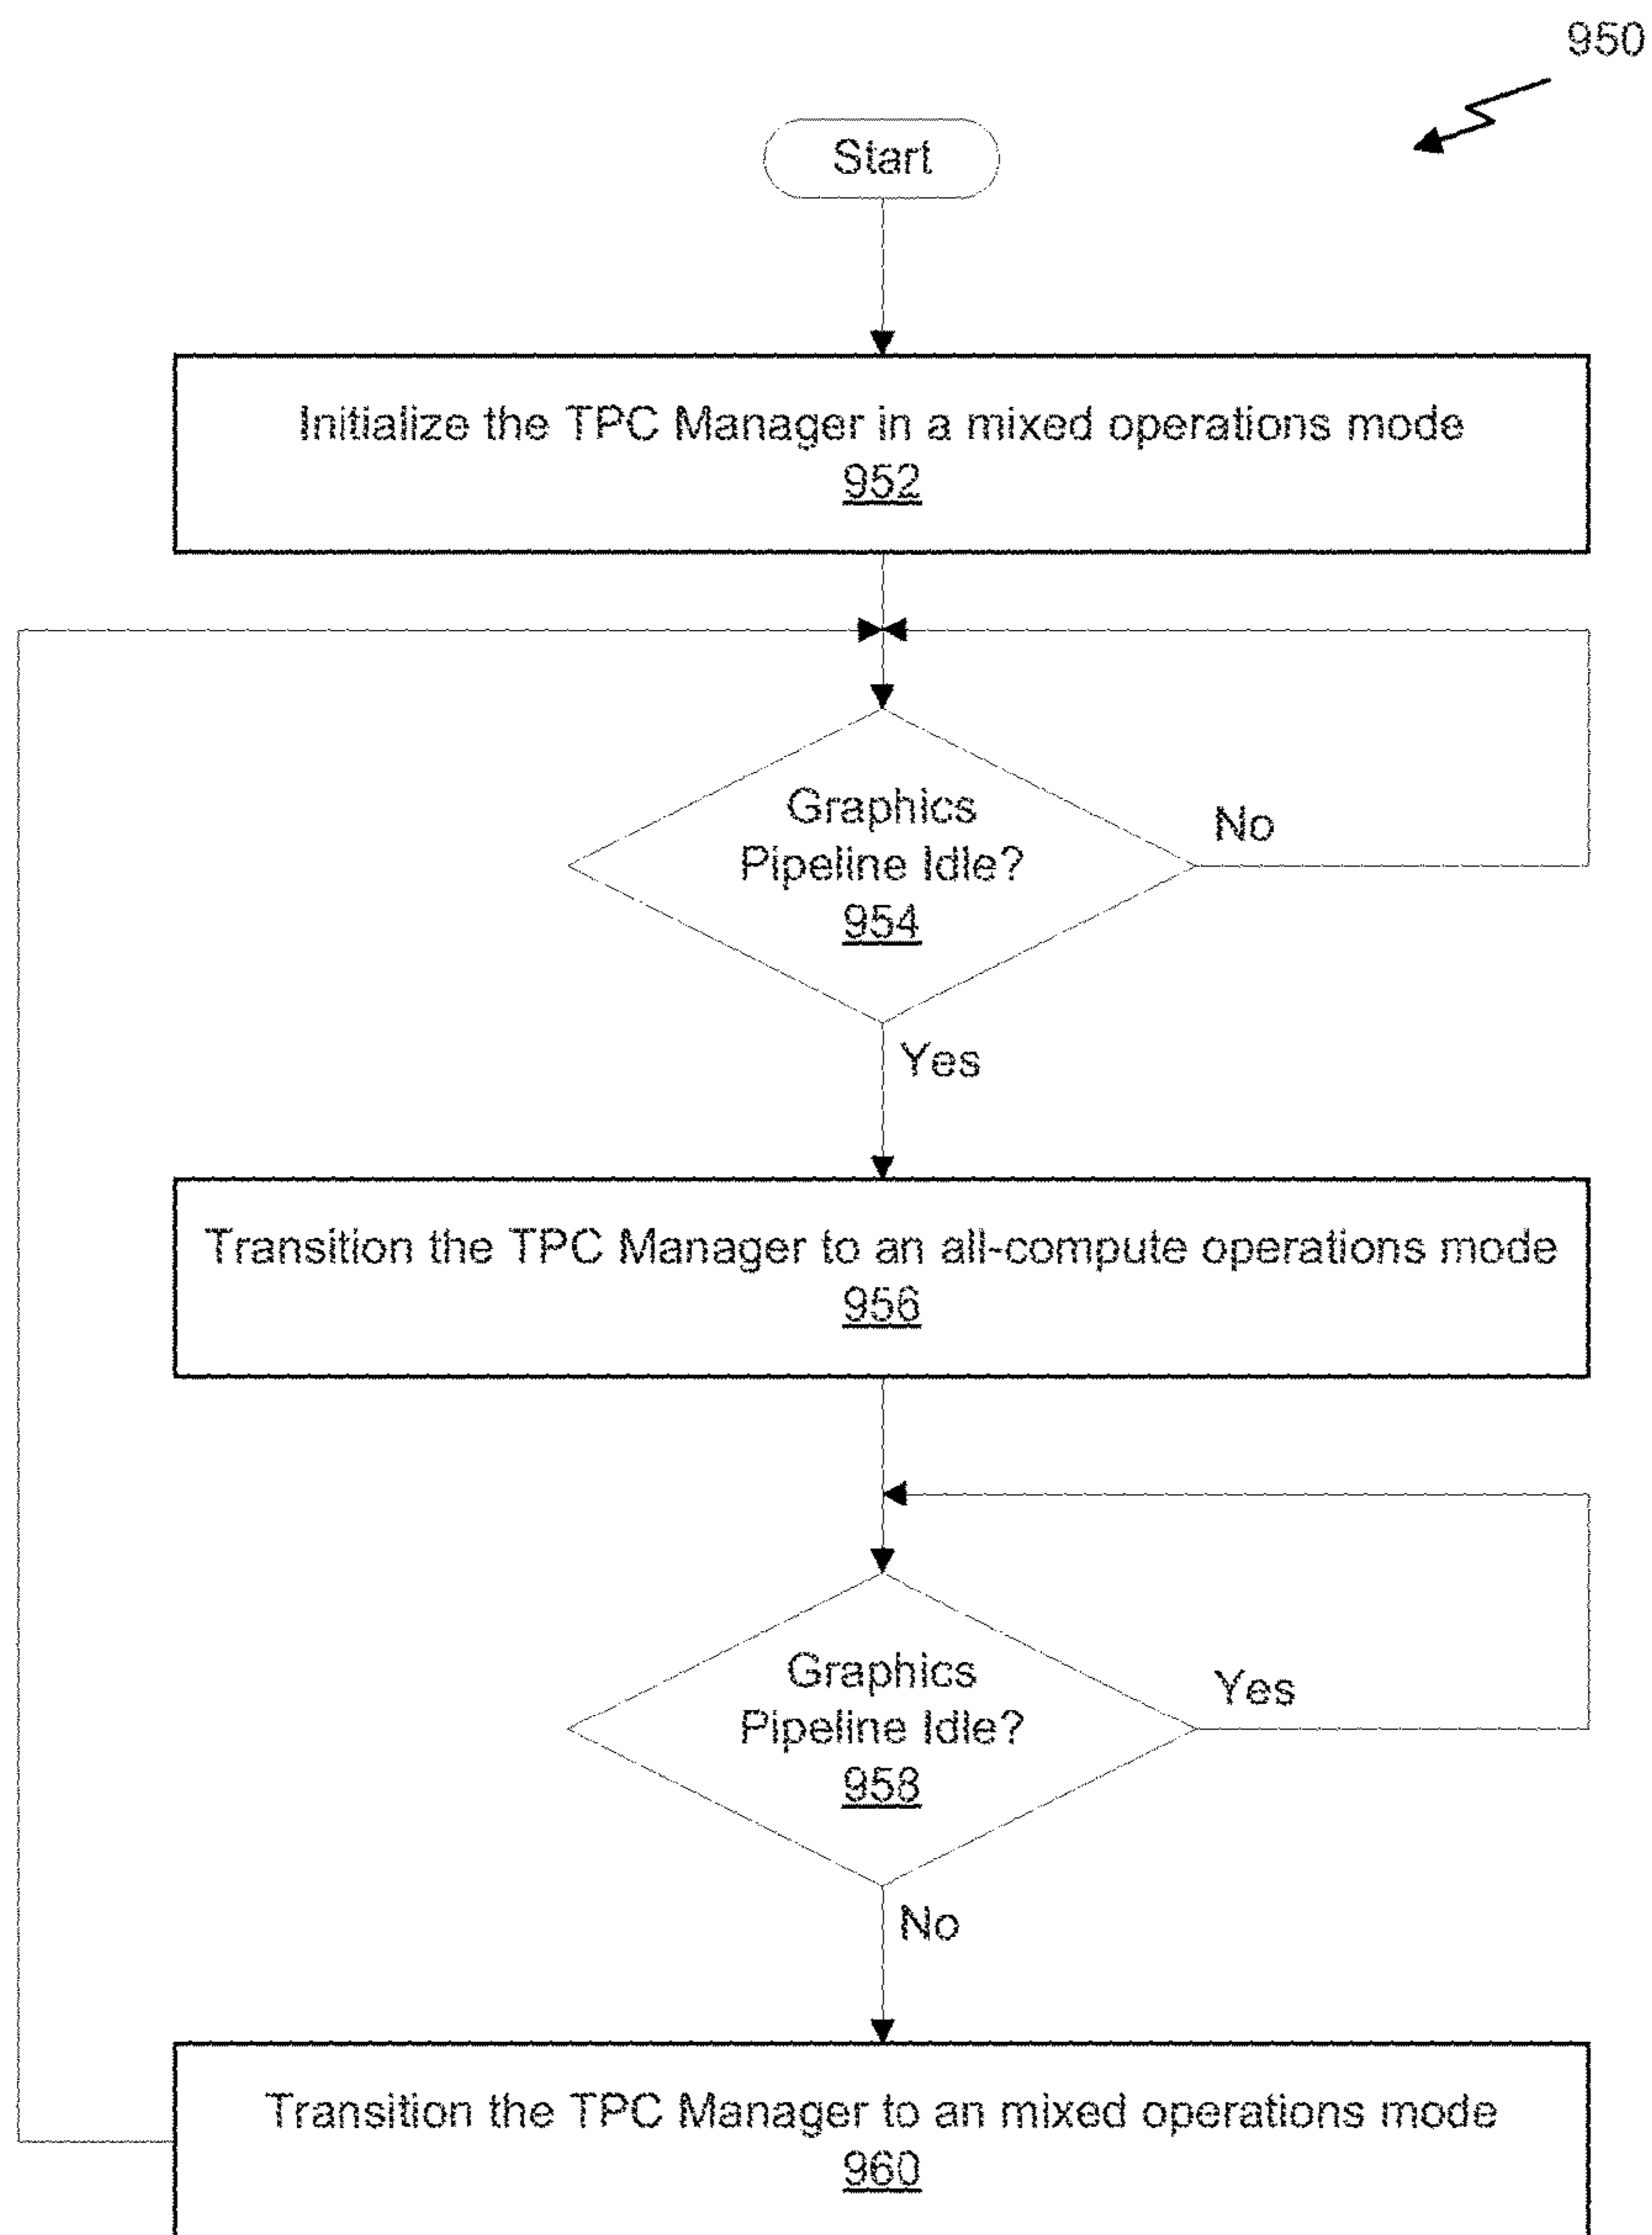 950
Start
Initialize the TPC Manager in a mixed operations mode
952
Graphics
Pipeline Idle?
954
No
Yes
Transition the TPC Manager to an all-compute operations mode
956
Graphics
Pipeline Idle?
958
Yes
No
Transition the TPC Manager to an mixed operations mode
960